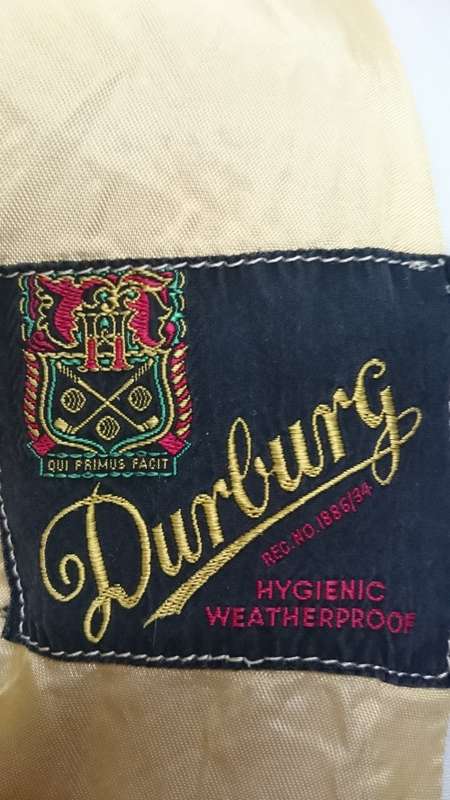 QUI PRIMUS FACIT
Durburg
REG. NO. 1886/34
HYGIENIC
WEATHERPROOF